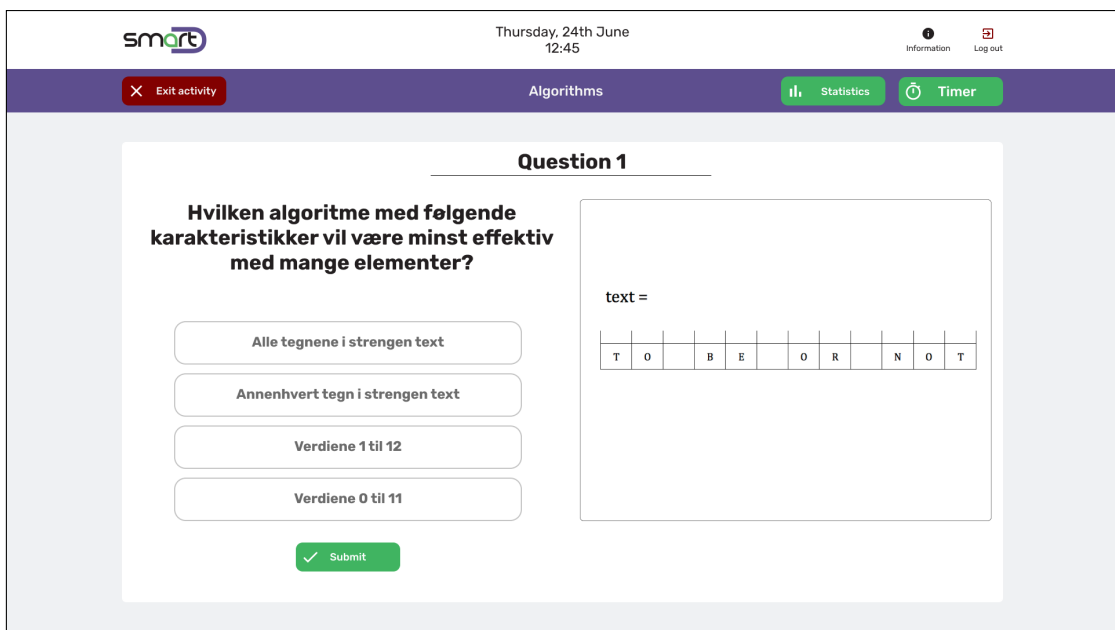 smart
Thursday, 24th June
12:45
Information
Log out
Exit activity
Algorithms
Statistics
Timer
Question 1
Hvilken algoritme med følgende
karakteristikker vil være minst effektiv
med mange elementer?
Alle tegnene i strengen text
Annenhvert tegn i strengen text
Verdiene 1 til 12
Verdiene 0 til 11
Submit
text =
T O B E O R N O T